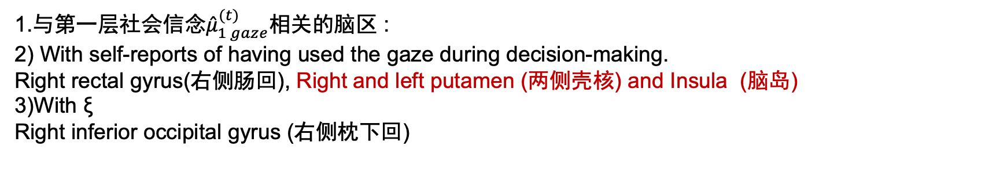 1.与第一层社会信念$\hat{\mu}_{1\ gaze}^{(t)}$相关的脑区：
2) With self-reports of having used the gaze during decision-making.
Right rectal gyrus(右侧肠回), Right and left putamen (两侧壳核) and Insula (脑岛)
3)With ξ
Right inferior occipital gyrus (右侧枕下回)